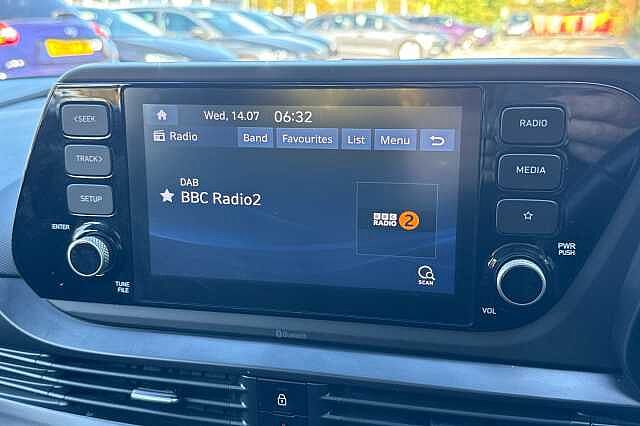 <SEEK
TRACK>
SETUP
ENTER
TUNE
FILE
Wed, 14.07 06:32
Radio Band Favourites List Menu
DAB
BBC Radio2
BBC
RADIO 2
SCAN
RADIO
MEDIA
PWR
PUSH
VOL
Bluetooth